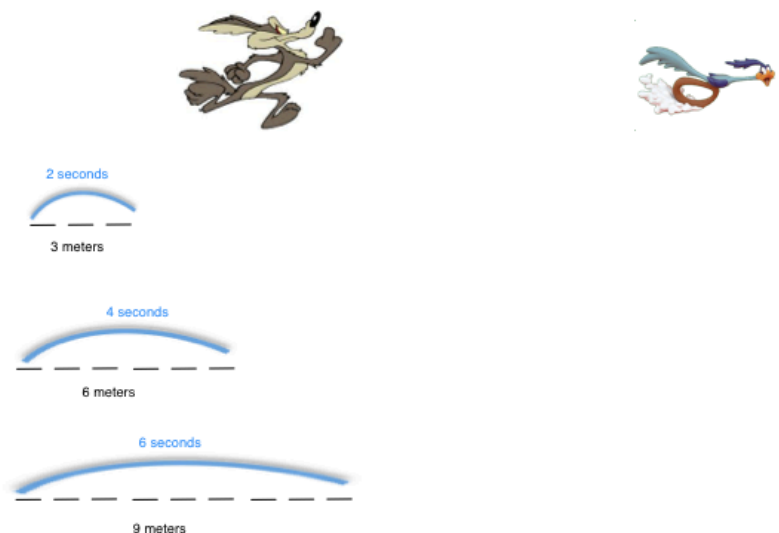 2 seconds
3 meters
4 seconds
6 meters
6 seconds
9 meters